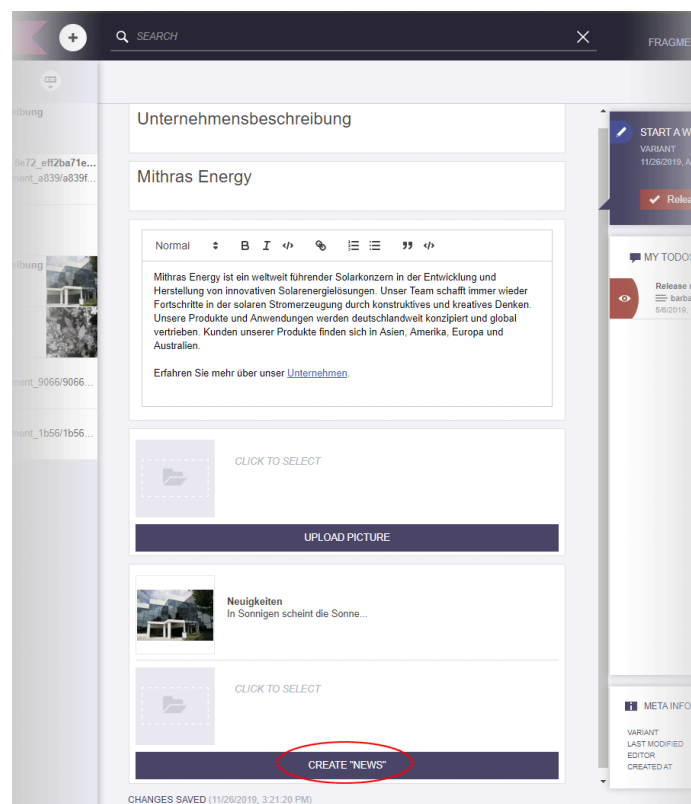 SEARCH
FRAGME
eibung
6e72_eff2ba71e...
ment_a839/a839f...
eibung
ment_9066/9066...
ment_1b56/1b56...
Unternehmensbeschreibung
Mithras Energy
Normal B I
Mithras Energy ist ein weltweit führender Solarkonzern in der Entwicklung und
Herstellung von innovativen Solarenergielösungen. Unser Team schafft immer wieder
Fortschritte in der solaren Stromerzeugung durch konstruktives und kreatives Denken.
Unsere Produkte und Anwendungen werden deutschlandweit konzipiert und global
vertrieben. Kunden unserer Produkte finden sich in Asien, Amerika, Europa und
Australien.
Erfahren Sie mehr über unser Unternehmen.
CLICK TO SELECT
UPLOAD PICTURE
Neuigkeiten
In Sonnigen scheint die Sonne...
CLICK TO SELECT
CREATE "NEWS"
CHANGES SAVED (11/26/2019, 3:21:20 PM)
START A W
VARIANT
11/26/2019, A
Relea
MY TODOS
Release
barba
5/6/2019,
META INFO
VARIANT
LAST MODIFIED
EDITOR
CREATED AT